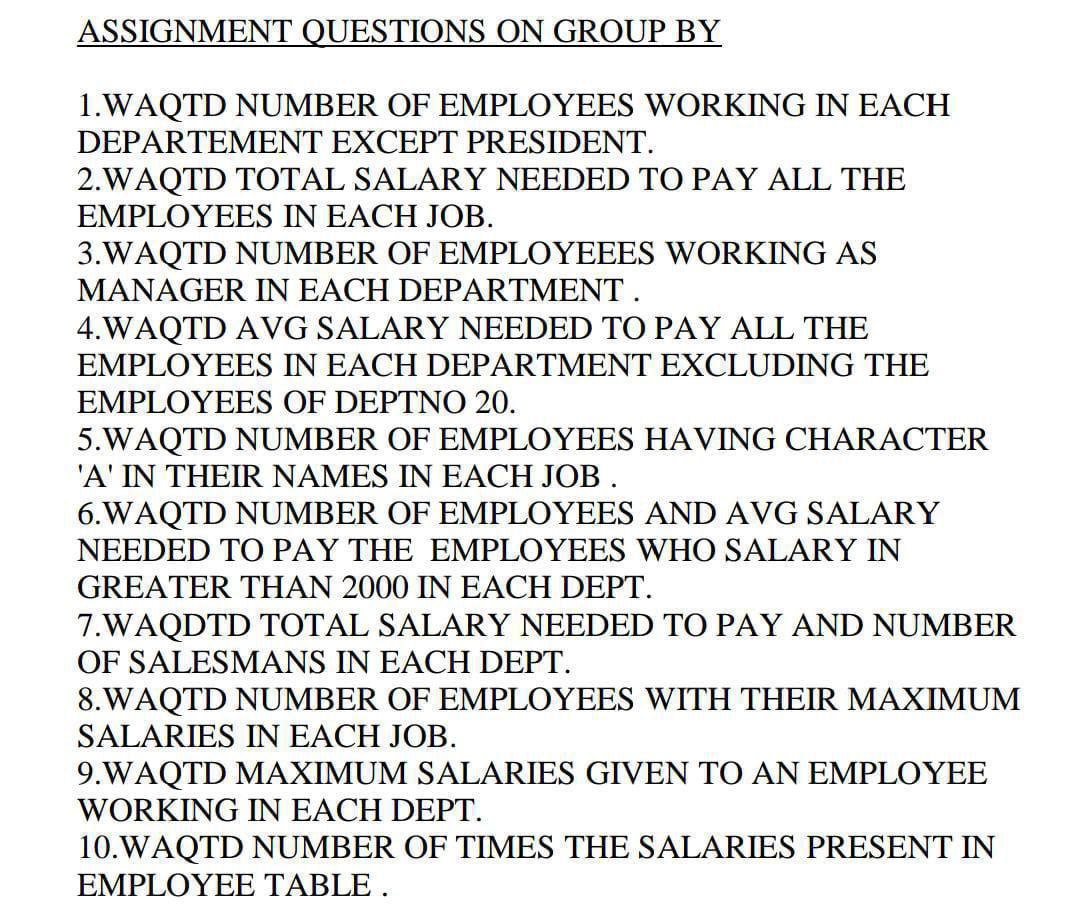 ASSIGNMENT QUESTIONS ON GROUP BY
1.WAQTD NUMBER OF EMPLOYEES WORKING IN EACH
DEPARTEMENT EXCEPT PRESIDENT.
2.WAQTD TOTAL SALARY NEEDED TO PAY ALL THE
EMPLOYEES IN EACH JOB.
3.WAQTD NUMBER OF EMPLOYEEES WORKING AS
MANAGER IN EACH DEPARTMENT .
4.WAQTD AVG SALARY NEEDED TO PAY ALL THE
EMPLOYEES IN EACH DEPARTMENT EXCLUDING THE
EMPLOYEES OF DEPTNO 20.
5.WAQTD NUMBER OF EMPLOYEES HAVING CHARACTER
'A' IN THEIR NAMES IN EACH JOB .
6.WAQTD NUMBER OF EMPLOYEES AND AVG SALARY
NEEDED TO PAY THE  EMPLOYEES WHO SALARY IN
GREATER THAN 2000 IN EACH DEPT.
7.WAQDTD TOTAL SALARY NEEDED TO PAY AND NUMBER
OF SALESMANS IN EACH DEPT.
8.WAQTD NUMBER OF EMPLOYEES WITH THEIR MAXIMUM
SALARIES IN EACH JOB.
9.WAQTD MAXIMUM SALARIES GIVEN TO AN EMPLOYEE
WORKING IN EACH DEPT.
10.WAQTD NUMBER OF TIMES THE SALARIES PRESENT IN
EMPLOYEE TABLE .